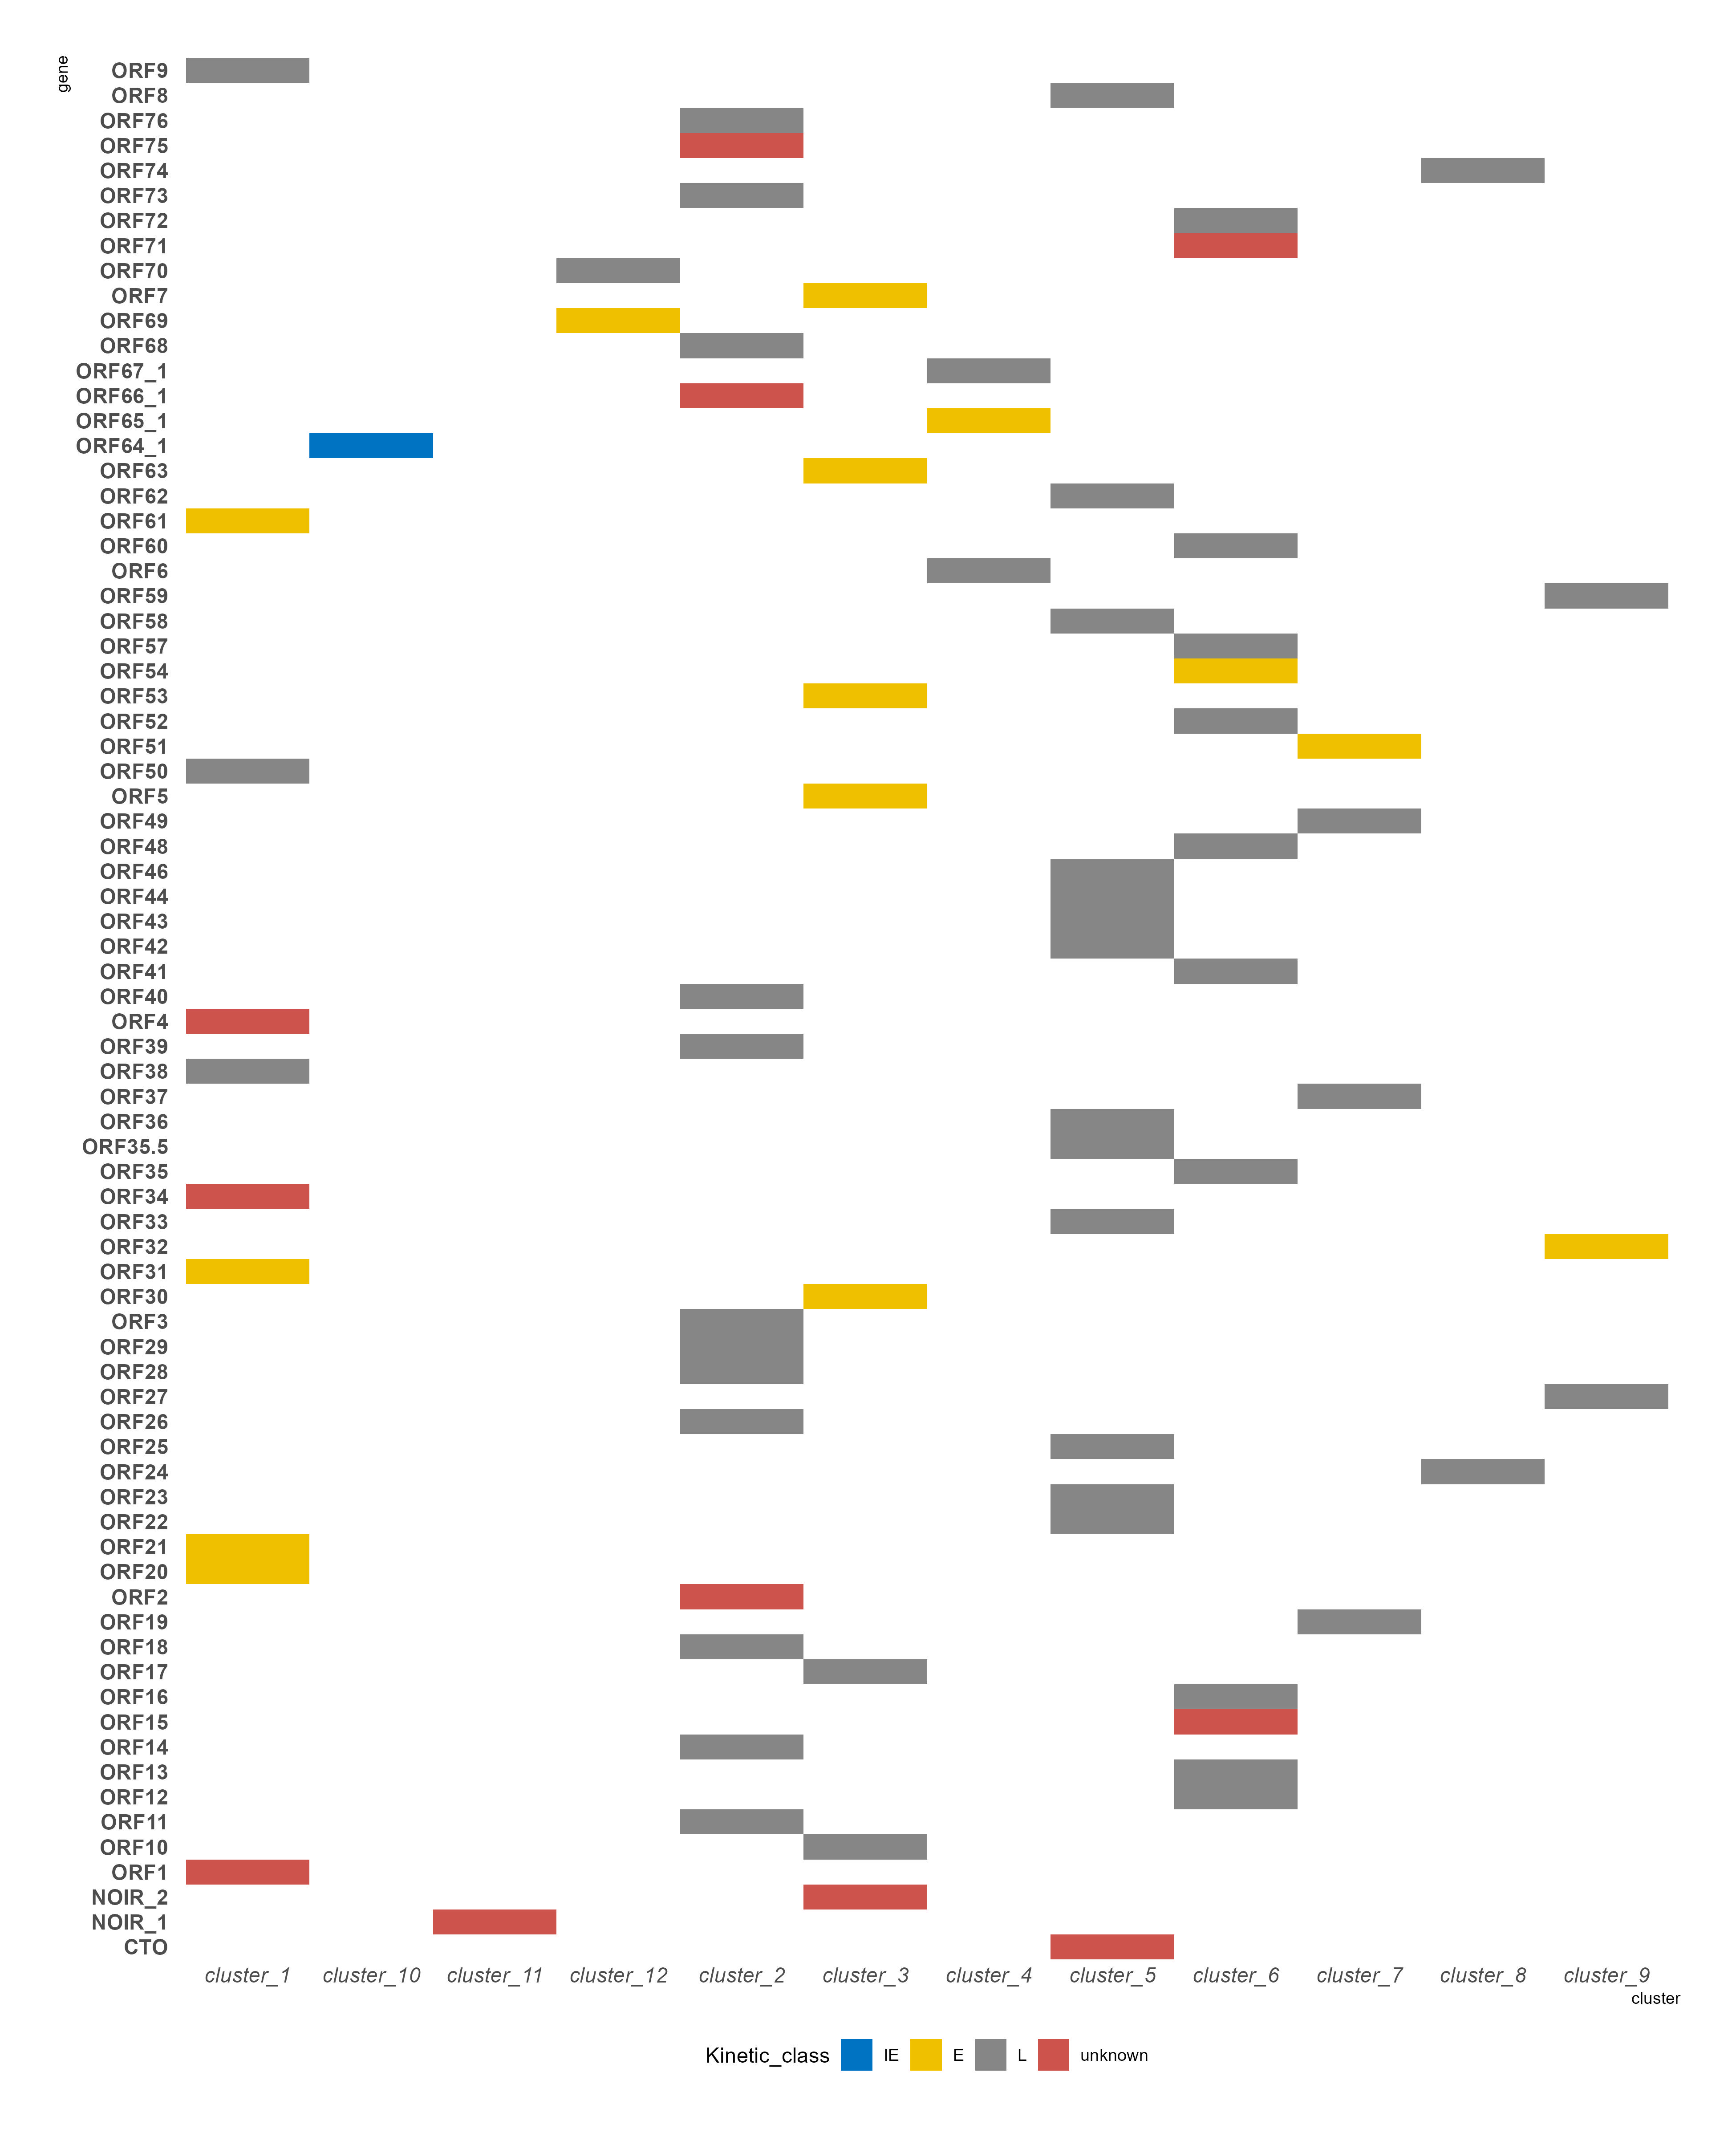 gene
ORF9
ORF8
ORF76
ORF75
ORF74
ORF73
ORF72
ORF71
ORF70
ORF7
ORF69
ORF68
ORF67_1
ORF66_1
ORF65_1
ORF64_1
ORF63
ORF62
ORF61
ORF60
ORF6
ORF59
ORF58
ORF57
ORF54
ORF53
ORF52
ORF51
ORF50
ORF5
ORF49
ORF48
ORF46
ORF44
ORF43
ORF42
ORF41
ORF40
ORF4
ORF39
ORF38
ORF37
ORF36
ORF35.5
ORF35
ORF34
ORF33
ORF32
ORF31
ORF30
ORF3
ORF29
ORF28
ORF27
ORF26
ORF25
ORF24
ORF23
ORF22
ORF21
ORF20
ORF2
ORF19
ORF18
ORF17
ORF16
ORF15
ORF14
ORF13
ORF12
ORF11
ORF10
ORF1
NOIR_2
NOIR_1
CTO
cluster_1 cluster_10 cluster_11 cluster_12 cluster_2 cluster_3 cluster_4 cluster_5 cluster_6 cluster_7 cluster_8 cluster_9
cluster
Kinetic_class IE E L unknown